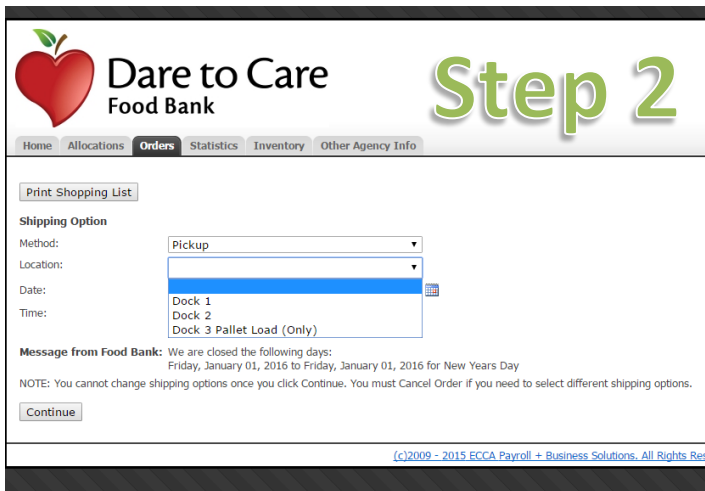 Dare to Care
Food Bank
Step 2
Home Allocations Orders Statistics Inventory Other Agency Info
Print Shopping List
Shipping Option
Method: Pickup
Location:
Date:
Time:
Dock 1
Dock 2
Dock 3 Pallet Load (Only)
Message from Food Bank: We are closed the following days:
Friday, January 01, 2016 to Friday, January 01, 2016 for New Years Day
NOTE: You cannot change shipping options once you click Continue. You must Cancel Order if you need to select different shipping options.
Continue
(c)2009 - 2015 ECCA Payroll + Business Solutions. All Rights